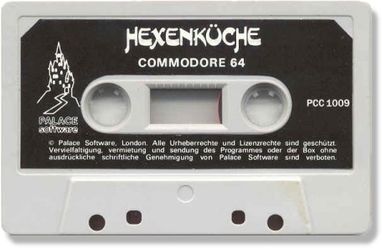 HEXENKÜCHE
COMMODORE 64
PCC 1009
PALACE
software
© Palace Software, London. Alle Urheberrechte und Lizenzrechte sind geschützt.
Vervielfaltigung, vermietung und sendung des Programmes oder der Box ohne
ausdrückliche schriftliche Genehmigung von Palace Software sind verboten.